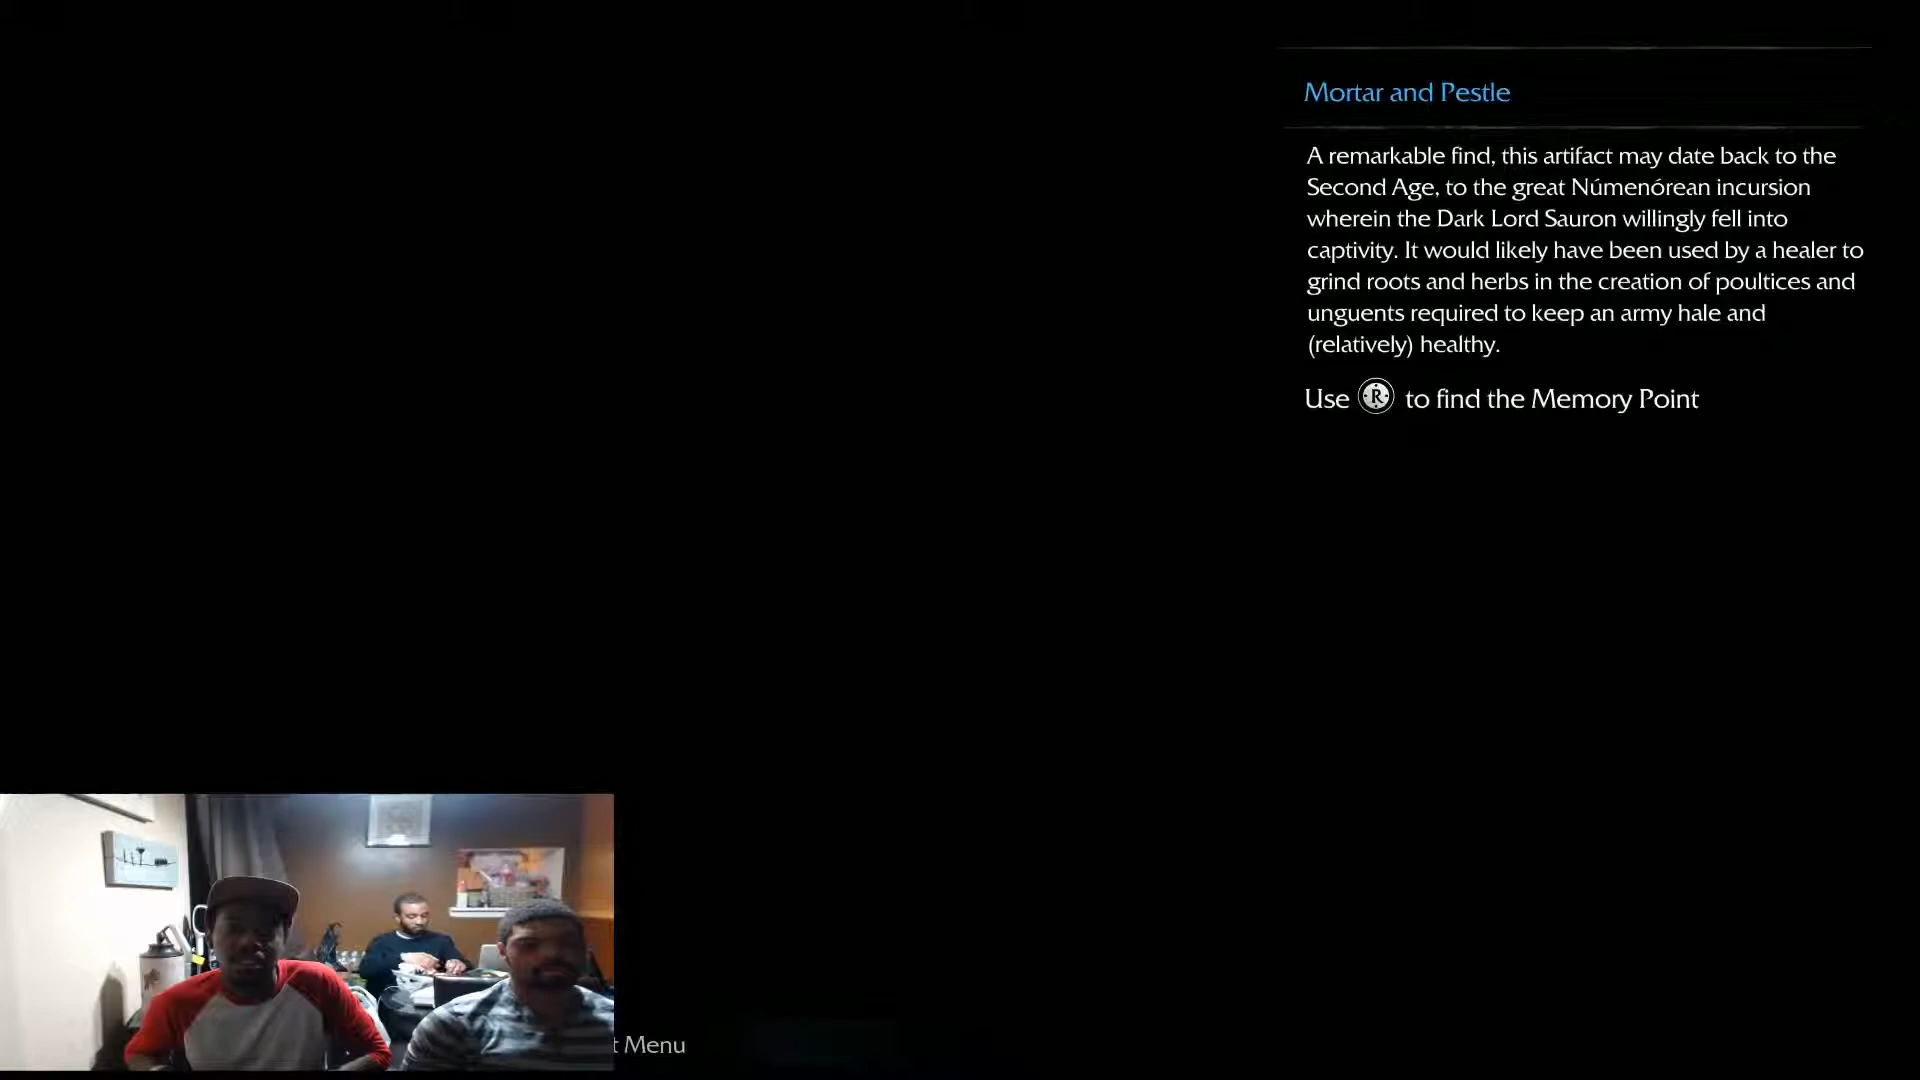 Mortar and Pestle
A remarkable find, this artifact may date back to the
Second Age, to the great Númenórean incursion
wherein the Dark Lord Sauron willingly fell into
captivity. It would likely have been used by a healer to
grind roots and herbs in the creation of poultices and
unguents required to keep an army hale and
(relatively) healthy.
Use R to find the Memory Point
t Menu